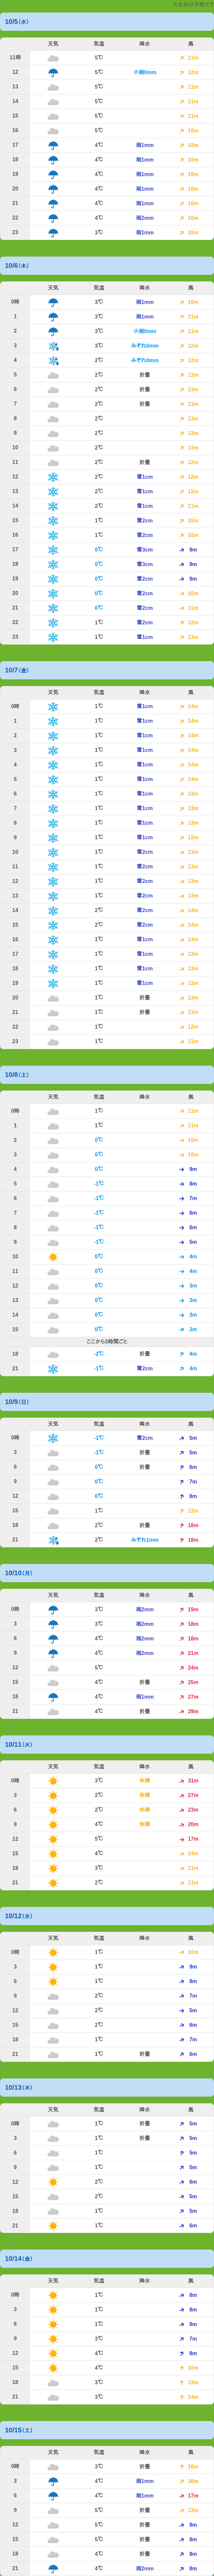 10/5(水)
天気 気温 降水 風
11時 5℃ 11m
12 5℃ 小雨0mm 12m
13 5℃ 11m
14 5℃ 11m
15 5℃ 11m
16 5℃ 10m
17 4℃ 雨1mm 10m
18 4℃ 雨1mm 10m
19 4℃ 雨1mm 10m
20 4℃ 雨1mm 10m
21 4℃ 雨1mm 10m
22 4℃ 雨2mm 10m
23 3℃ 雨1mm 10m
10/6(木)
天気 気温 降水 風
0時 3℃ 雨1mm 10m
1 3℃ 雨1mm 11m
2 3℃ 小雨0mm 11m
3 3℃ みぞれ0mm 12m
4 2℃ みぞれ0mm 12m
5 2℃ 折畳 13m
6 2℃ 折畳 13m
7 2℃ 折畳 13m
8 2℃ 13m
9 2℃ 13m
10 2℃ 13m
11 2℃ 折畳 12m
12 2℃ 雪1cm 12m
13 2℃ 雪1cm 12m
14 2℃ 雪1cm 11m
15 1℃ 雪2cm 10m
16 1℃ 雪2cm 10m
17 0℃ 雪3cm 9m
18 0℃ 雪3cm 9m
19 0℃ 雪2cm 9m
20 0℃ 雪2cm 10m
21 0℃ 雪2cm 11m
22 1℃ 雪2cm 12m
23 1℃ 雪1cm 13m
10/7(金)
天気 気温 降水 風
0時 1℃ 雪1cm 14m
1 1℃ 雪1cm 14m
2 1℃ 雪1cm 14m
3 1℃ 雪1cm 14m
4 1℃ 雪1cm 14m
5 1℃ 雪1cm 14m
6 1℃ 雪1cm 13m
7 1℃ 雪1cm 13m
8 1℃ 雪1cm 13m
9 2℃ 雪1cm 12m
10 1℃ 雪2cm 13m
11 1℃ 雪2cm 13m
12 1℃ 雪2cm 13m
13 1℃ 雪2cm 13m
14 2℃ 雪2cm 14m
15 2℃ 雪2cm 14m
16 1℃ 雪1cm 14m
17 1℃ 雪1cm 13m
18 1℃ 雪1cm 13m
19 1℃ 雪1cm 13m
20 2℃ 折畳 13m
21 1℃ 折畳 13m
22 1℃ 12m
23 1℃ 11m
10/8(土)
天気 気温 降水 風
0時 1℃ 11m
1 1℃ 11m
2 0℃ 10m
3 0℃ 10m
4 0℃ 9m
5 -1℃ 8m
6 -1℃ 7m
7 -1℃ 6m
8 -1℃ 6m
9 -1℃ 5m
10 0℃ 4m
11 0℃ 4m
12 0℃ 3m
13 0℃ 3m
14 0℃ 3m
15 0℃ 2m
ここから3時間ごと
18 -2℃ 折畳 4m
21 -1℃ 雪2cm 4m
10/9(日)
天気 気温 降水 風
0時 -1℃ 雪2cm 5m
3 -1℃ 折畳 5m
6 0℃ 折畳 6m
9 0℃ 7m
12 0℃ 8m
15 1℃ 13m
18 2℃ 折畳 18m
21 2℃ みぞれ1mm 18m
10/10(月)
天気 気温 降水 風
0時 3℃ 雨2mm 19m
3 3℃ 雨2mm 18m
6 4℃ 雨2mm 18m
9 4℃ 雨2mm 21m
12 5℃ 24m
15 4℃ 折畳 25m
18 4℃ 雨1mm 27m
21 4℃ 折畳 29m
10/11(火)
天気 気温 降水 風
0時 3℃ 快晴 31m
3 2℃ 快晴 27m
6 2℃ 快晴 23m
9 4℃ 快晴 20m
12 5℃ 17m
15 4℃ 14m
18 3℃ 11m
21 2℃ 11m
10/12(水)
天気 気温 降水 風
0時 1℃ 10m
3 1℃ 9m
6 1℃ 8m
9 2℃ 7m
12 2℃ 5m
15 2℃ 6m
18 1℃ 7m
21 1℃ 折畳 6m
10/13(木)
天気 気温 降水 風
0時 1℃ 折畳 5m
3 1℃ 折畳 5m
6 1℃ 5m
9 1℃ 5m
12 2℃ 6m
15 2℃ 5m
18 1℃ 5m
21 1℃ 6m
10/14(金)
天気 気温 降水 風
0時 1℃ 8m
3 1℃ 8m
6 1℃ 8m
9 3℃ 7m
12 4℃ 8m
15 4℃ 10m
18 3℃ 13m
21 3℃ 14m
10/15(土)
天気 気温 降水 風
0時 3℃ 折畳 16m
3 4℃ 雨1mm 16m
6 4℃ 雨1mm 17m
9 5℃ 折畳 13m
12 5℃ 折畳 9m
15 5℃ 折畳 8m
18 4℃ 折畳 8m
21 4℃ 雨2mm 8m